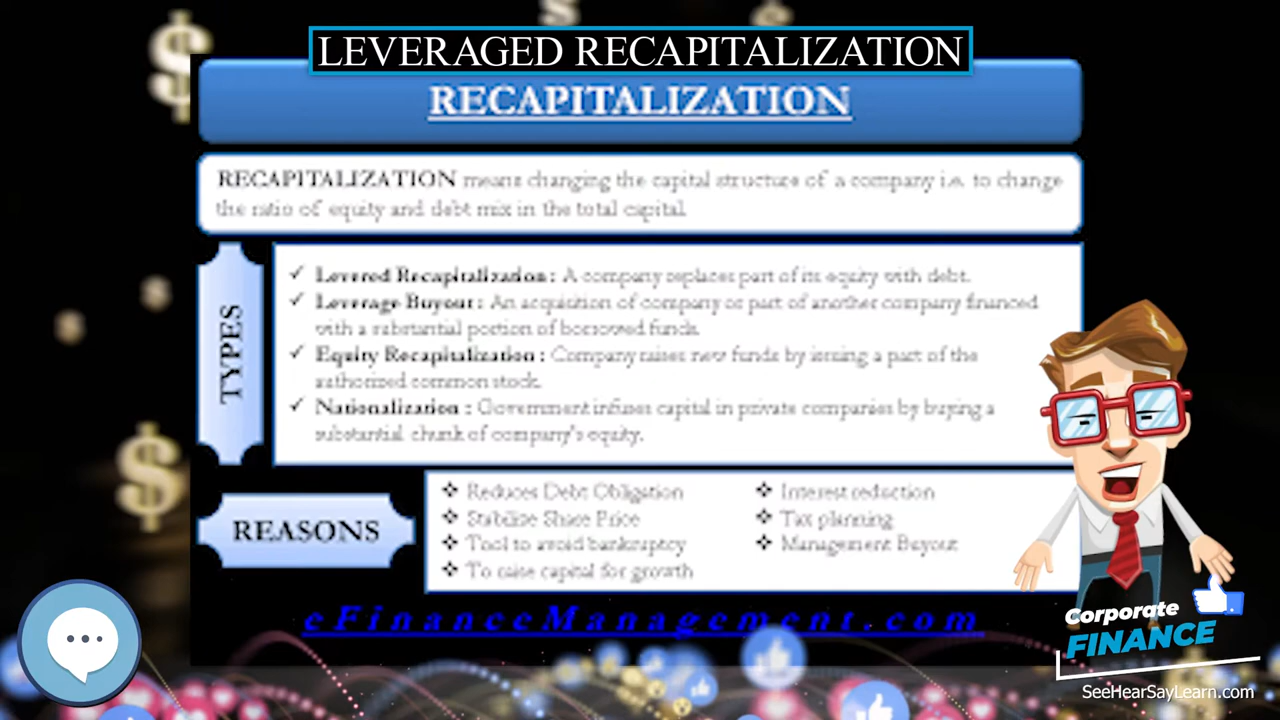 LEVERAGED RECAPITALIZATION
RECAPITALIZATION
RECAPITALIZATION means changing the capital structure of a company i.e. to change
the ratio of equity and debt mix in the total capital.
TYPES
✓ Levered Recapitalization : A company replaces part of its equity with debt.
✓ Leverage Buyout : An acquisition of company or part of another company financed
with a substantial portion of borrowed funds.
✓ Equity Recapitalization : Company raises new funds by issuing a part of the
authorized common stock.
✓ Nationalization : Government infuses capital in private companies by buying a
substantial chunk of company's equity.
REASONS
❖ Reduces Debt Obligation
❖ Stabilize Share Price
❖ Tool to avoid bankruptcy
❖ To raise capital for growth
❖ Interest reduction
❖ Tax planning
❖ Management Buyout
eFinanceManagement.com
Corporate
FINANCE
SeeHearSayLearn.com